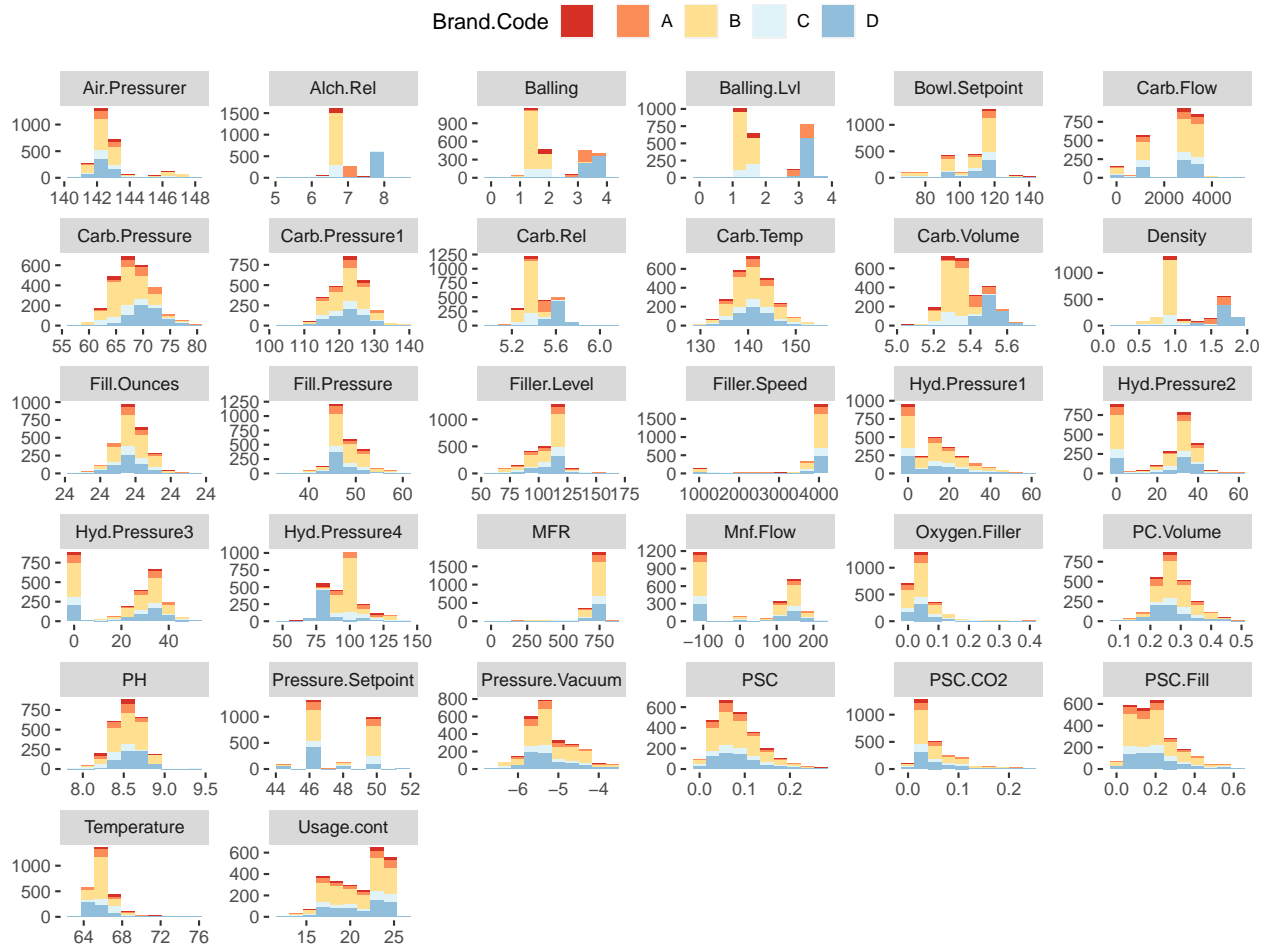 Brand.Code A B C D
Air.Pressurer Alch.Rel Balling Balling.Lvl Bowl.Setpoint Carb.Flow
1000 500 0
140 142 144 146 148
1500 1000 500 0
5 6 7 8
900 600 300 0
0 1 2 3 4
1000 750 500 250 0
0 1 2 3 4
1000 500 0
80 100 120 140
750 500 250 0
0 2000 4000
Carb.Pressure Carb.Pressure1 Carb.Rel Carb.Temp Carb.Volume Density
600 400 200 0
55 60 65 70 75 80
750 500 250 0
100 110 120 130 140
1250 1000 750 500 250 0
5.2 5.6 6.0
600 400 200 0
130 140 150
600 400 200 0
5.0 5.2 5.4 5.6
1000 500 0
0.0 0.5 1.0 1.5 2.0
Fill.Ounces Fill.Pressure Filler.Level Filler.Speed Hyd.Pressure1 Hyd.Pressure2
1000 750 500 250 0
24 24 24 24 24
1250 1000 750 500 250 0
40 50 60
1000 500 0
50 75 100 125 150 175
1500 1000 500 0
1000 2000 3000 4000
1000 750 500 250 0
0 20 40 60
750 500 250 0
0 20 40 60
Hyd.Pressure3 Hyd.Pressure4 MFR Mnf.Flow Oxygen.Filler PC.Volume
750 500 250 0
0 20 40
1000 750 500 250 0
50 75 100 125 150
1500 1000 500 0
0 250 500 750
1200 900 600 300 0
−100 0 100 200
1000 500 0
0.0 0.1 0.2 0.3 0.4
750 500 250 0
0.1 0.2 0.3 0.4 0.5
PH Pressure.Setpoint Pressure.Vacuum PSC PSC.CO2 PSC.Fill
750 500 250 0
8.0 8.5 9.0 9.5
1000 500 0
44 46 48 50 52
800 600 400 200 0
−6 −5 −4
600 400 200 0
0.0 0.1 0.2
1000 500 0
0.0 0.1 0.2
600 400 200 0
0.0 0.2 0.4 0.6
Temperature Usage.cont
1000 500 0
64 68 72 76
600 400 200 0
15 20 25